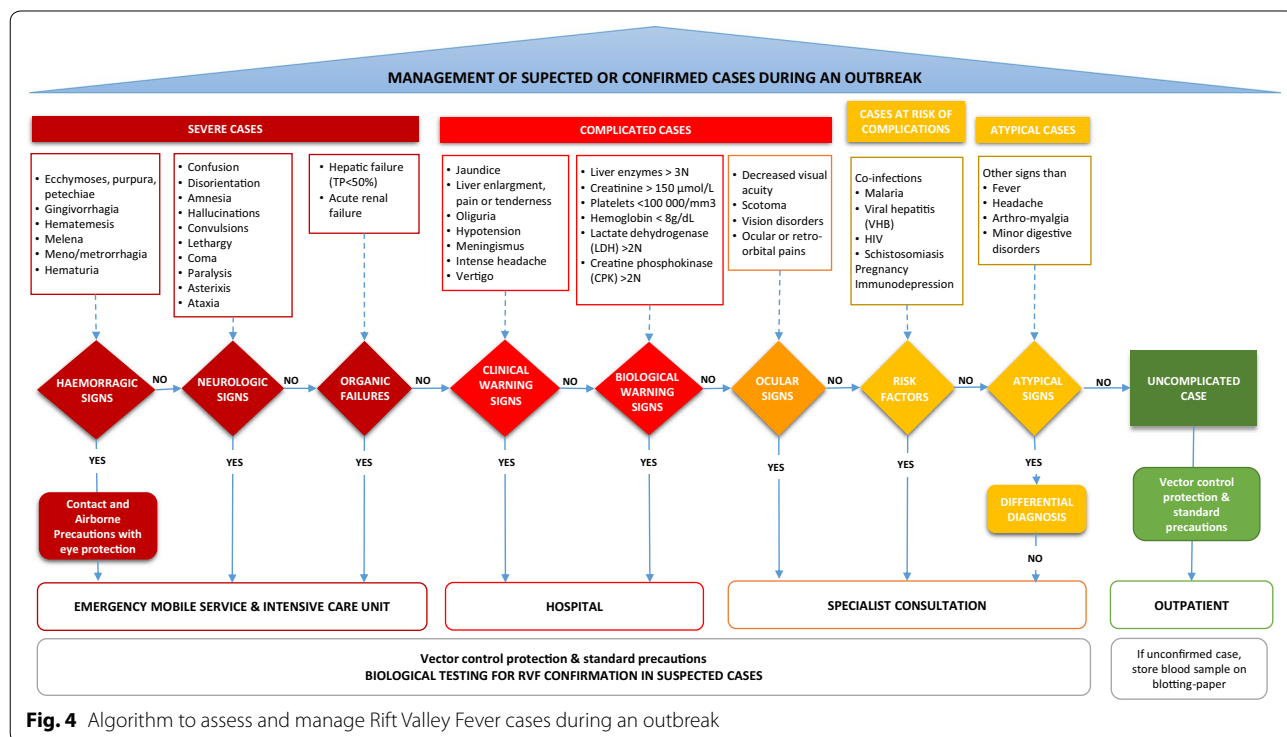 MANAGEMENT OF SUPECTED OR CONFIRMED CASES DURING AN OUTBREAK
SEVERE CASES
COMPLICATED CASES
CASES AT RISK OF
COMPLICATIONS
ATYPICAL CASES
• Ecchymoses, purpura,
petechiae
• Gingivorrhagia
• Hematemesis
• Melena
• Meno/metrorrhagia
• Hematuria
• Confusion
• Disorientation
• Amnesia
• Hallucinations
• Convulsions
• Lethargy
• Coma
• Paralysis
• Asterixis
• Ataxia
• Hepatic failure
(TP<50%)
• Acute renal
failure
• Jaundice
• Liver enlargment,
pain or tenderness
• Oliguria
• Hypotension
• Meningismus
• Intense headache
• Vertigo
• Liver enzymes > 3N
• Creatinine > 150 µmol/L
• Platelets <100 000/mm3
• Hemoglobin < 8g/dL
• Lactate dehydrogenase
(LDH) >2N
• Creatine phosphokinase
(CPK) >2N
• Decreased visual
acuity
• Scotoma
• Vision disorders
• Ocular or retro-
orbital pains
Co-infections
• Malaria
• Viral hepatitis
(VHB)
• HIV
• Schistosomiasis
Pregnancy
Immunodepression
Other signs than
• Fever
• Headache
• Arthro-myalgia
• Minor digestive
disorders
HAEMORRAGIC
SIGNS
NO
NEUROLOGIC
SIGNS
NO
ORGANIC
FAILURES
NO
CLINICAL
WARNING
SIGNS
NO
BIOLOGICAL
WARNING
SIGNS
NO
OCULAR
SIGNS
NO
RISK
FACTORS
NO
ATYPICAL
SIGNS
NO
UNCOMPLICATED
CASE
YES
YES
YES
YES
YES
YES
YES
YES
Contact and
Airborne
Precautions with
eye protection
DIFFERENTIAL
DIAGNOSIS
NO
Vector control
protection &
standard
precautions
EMERGENCY MOBILE SERVICE & INTENSIVE CARE UNIT
HOSPITAL
SPECIALIST CONSULTATION
OUTPATIENT
Vector control protection & standard precautions
BIOLOGICAL TESTING FOR RVF CONFIRMATION IN SUSPECTED CASES
If unconfirmed case,
store blood sample on
blotting-paper
Fig. 4 Algorithm to assess and manage Rift Valley Fever cases during an outbreak